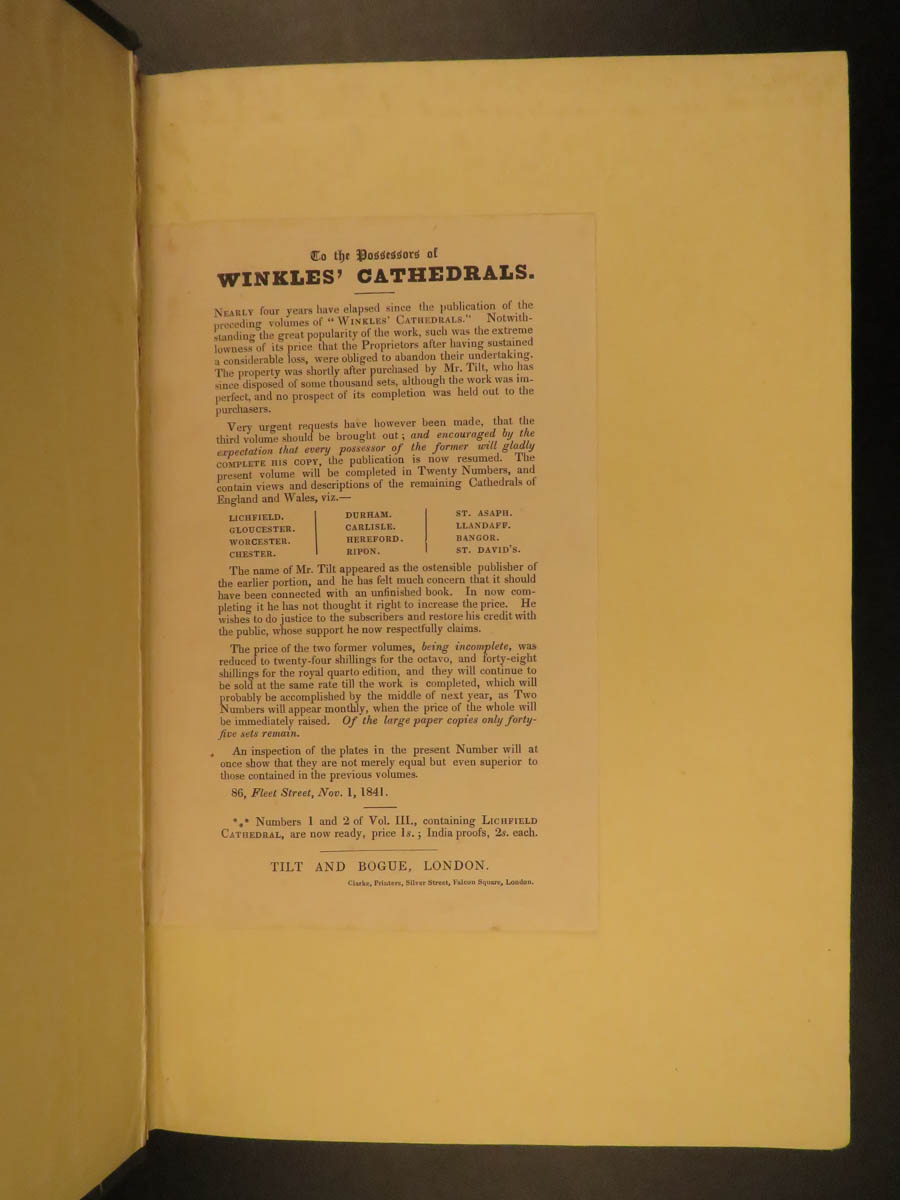 To the Possessors of
WINKLES' CATHEDRALS.
NEARLY four years have elapsed since the publication of the
preceding volumes of "WINKLES' CATHEDRALS." Notwith-
standing the great popularity of the work, such was the extreme
lowness of its price that the Proprietors after having sustained
a considerable loss, were obliged to abandon their undertaking.
The property was shortly after purchased by Mr. Tilt, who has
since disposed of some thousand sets, although the work was im-
perfect, and no prospect of its completion was held out to the
purchasers.
Very urgent requests have however been made, that the
third volume should be brought out; and encouraged by the
expectation that every possessor of the former will gladly
COMPLETE HIS COPY, the publication is now resumed. The
present volume will be completed in Twenty Numbers, and
contain views and descriptions of the remaining Cathedrals of
England and Wales, viz.—
LICHFIELD. DURHAM. ST. ASAPH.
GLOUCESTER. CARLISLE. LLANDAFF.
WORCESTER. HEREFORD. BANGOR.
CHESTER. RIPON. ST. DAVID'S.
The name of Mr. Tilt appeared as the ostensible publisher of
the earlier portion, and he has felt much concern that it should
have been connected with an unfinished book. In now com-
pleting it he has not thought it right to increase the price. He
wishes to do justice to the subscribers and restore his credit with
the public, whose support he now respectfully claims.
The price of the two former volumes, being incomplete, was
reduced to twenty-four shillings for the octavo, and forty-eight
shillings for the royal quarto edition, and they will continue to
be sold at the same rate till the work is completed, which will
probably be accomplished by the middle of next year, as Two
Numbers will appear monthly, when the price of the whole will
be immediately raised. Of the large paper copies only forty-
five sets remain.
An inspection of the plates in the present Number will at
once show that they are not merely equal but even superior to
those contained in the previous volumes.
86, Fleet Street, Nov. 1, 1841.
*⁎* Numbers 1 and 2 of Vol. III., containing LICHFIELD
CATHEDRAL, are now ready, price 1s.; India proofs, 2s. each.
TILT AND BOGUE, LONDON.
Clarke, Printers, Silver Street, Falcon Square, London.